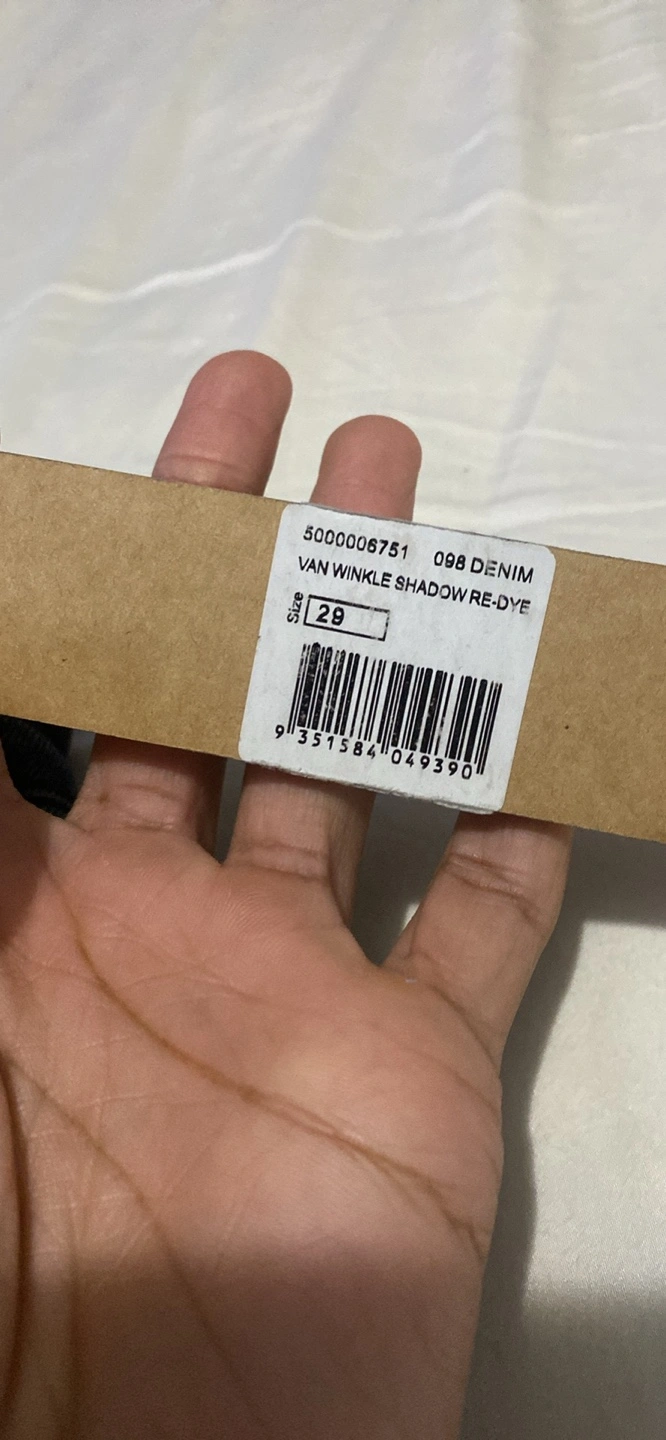 5000006751 098 DENIM
VAN WINKLE SHADOW RE-DYE
Size 29
9 351584 049390